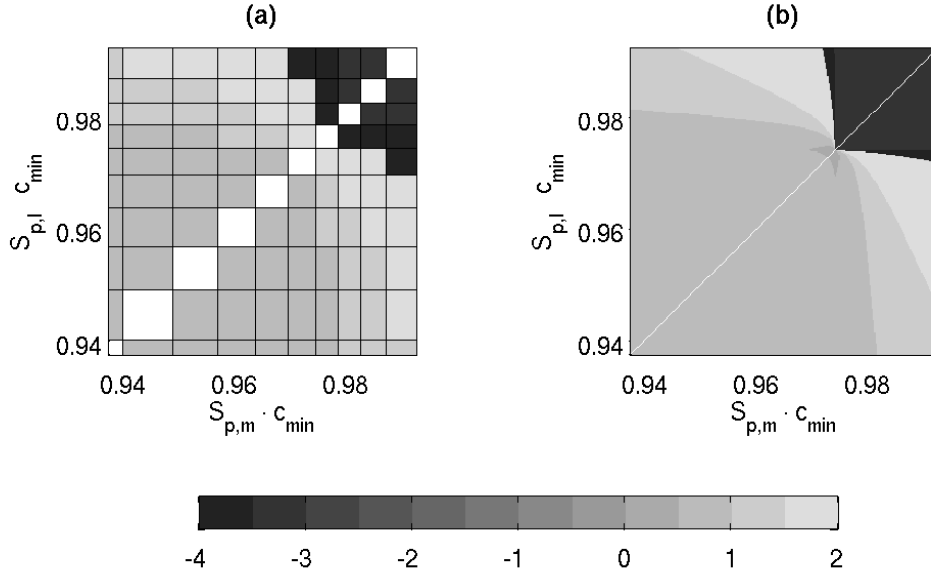 (a) (b)
0.98 0.98
0.96 0.96
0.94 0.94
S_p,l c_min S_p,l c_min
0.94 0.96 0.98 0.94 0.96 0.98
S_p,m · c_min S_p,m · c_min
-4 -3 -2 -1 0 1 2